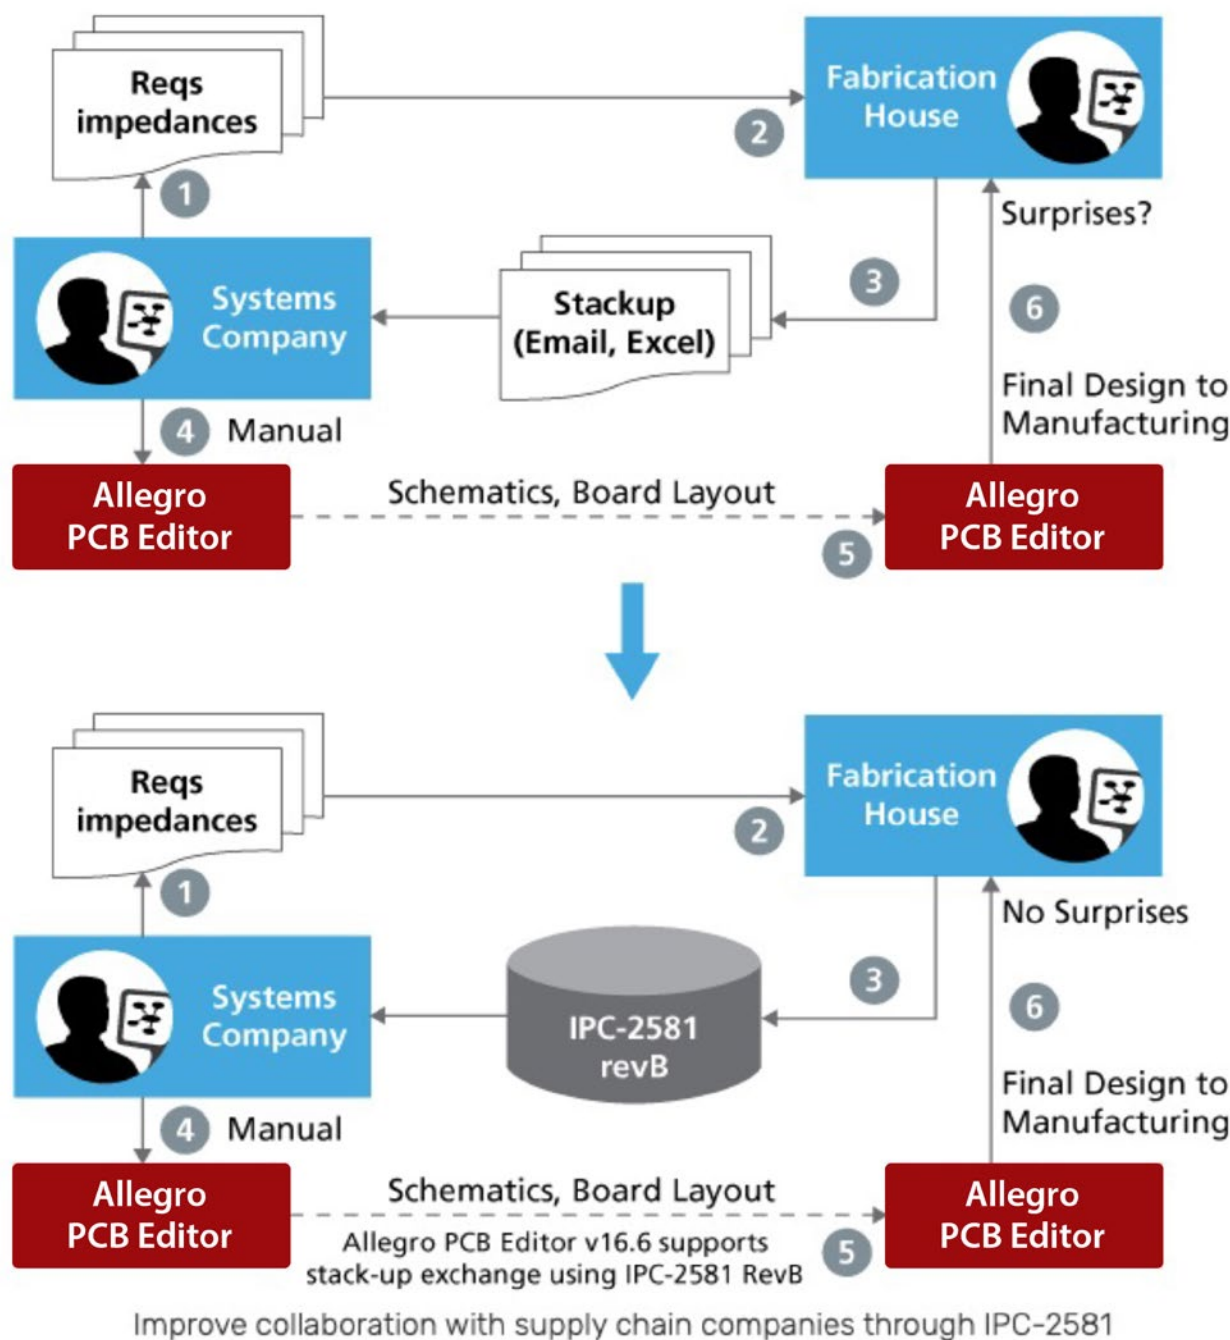 Reqs
impedances
Fabrication
House
2
1
Surprises?
Systems
Company
Stackup
(Email, Excel)
3
6
Final Design to
Manufacturing
4 Manual
Allegro
PCB Editor
Schematics, Board Layout
5
Allegro
PCB Editor
Reqs
impedances
Fabrication
House
2
1
No Surprises
Systems
Company
IPC-2581
revB
3
6
Final Design to
Manufacturing
4 Manual
Allegro
PCB Editor
Schematics, Board Layout
Allegro PCB Editor v16.6 supports
stack-up exchange using IPC-2581 RevB
5
Allegro
PCB Editor
Improve collaboration with supply chain companies through IPC-2581